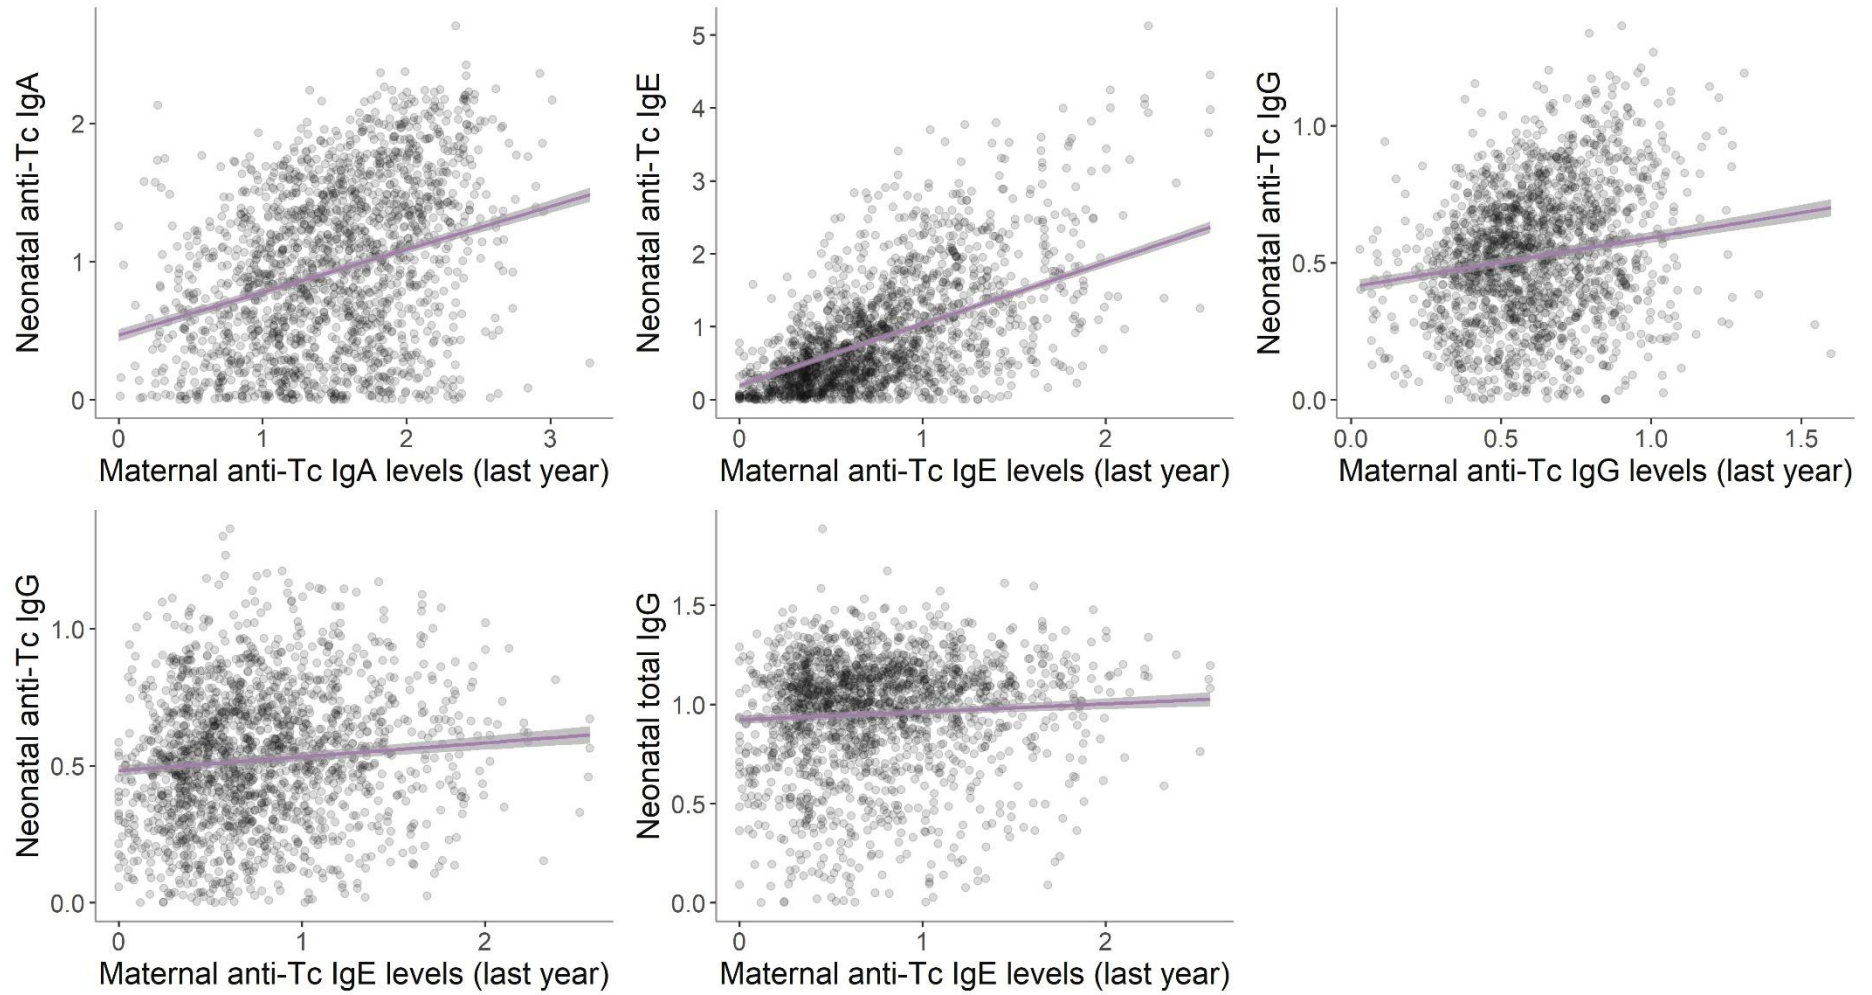 Neonatal anti-Tc IgA
2
1
0
0 1 2 3
Maternal anti-Tc IgA levels (last year)
Neonatal anti-Tc IgE
5
4
3
2
1
0
0 1 2
Maternal anti-Tc IgE levels (last year)
Neonatal anti-Tc IgG
1.0
0.5
0.0
0.0 0.5 1.0 1.5
Maternal anti-Tc IgG levels (last year)
Neonatal anti-Tc IgG
1.0
0.5
0.0
0 1 2
Maternal anti-Tc IgE levels (last year)
Neonatal total IgG
1.5
1.0
0.5
0.0
0 1 2
Maternal anti-Tc IgE levels (last year)